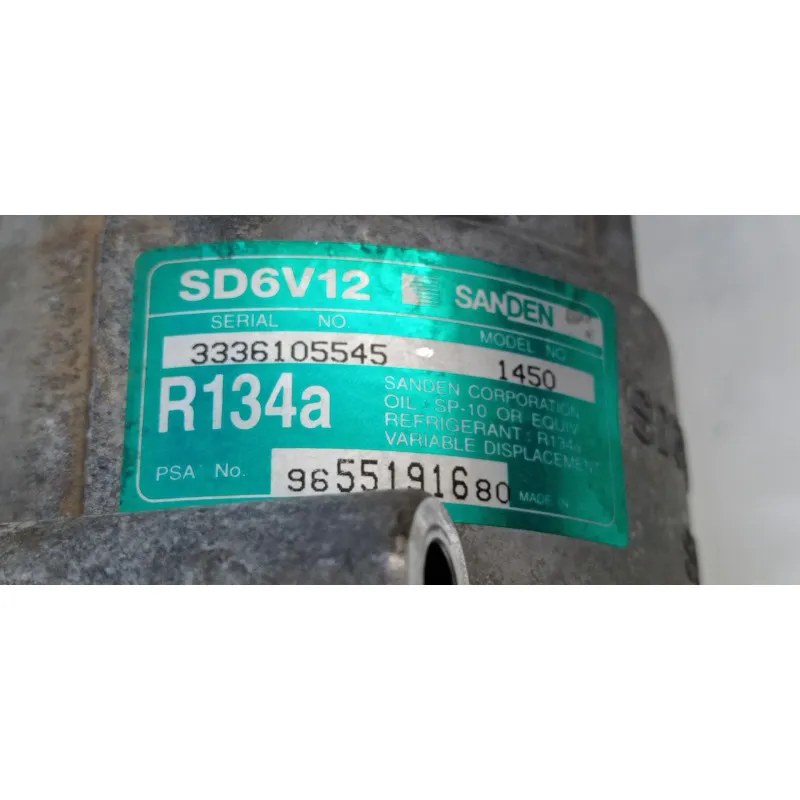 SD6V12 SANDEN
SERIAL NO. MODEL NO.
3336105545 1450
R134a
SANDEN CORPORATION
OIL : SP-10 OR EQUIV
REFRIGERANT : R134a
VARIABLE DISPLACEMENT
PSA No. 9655191680 MADE IN